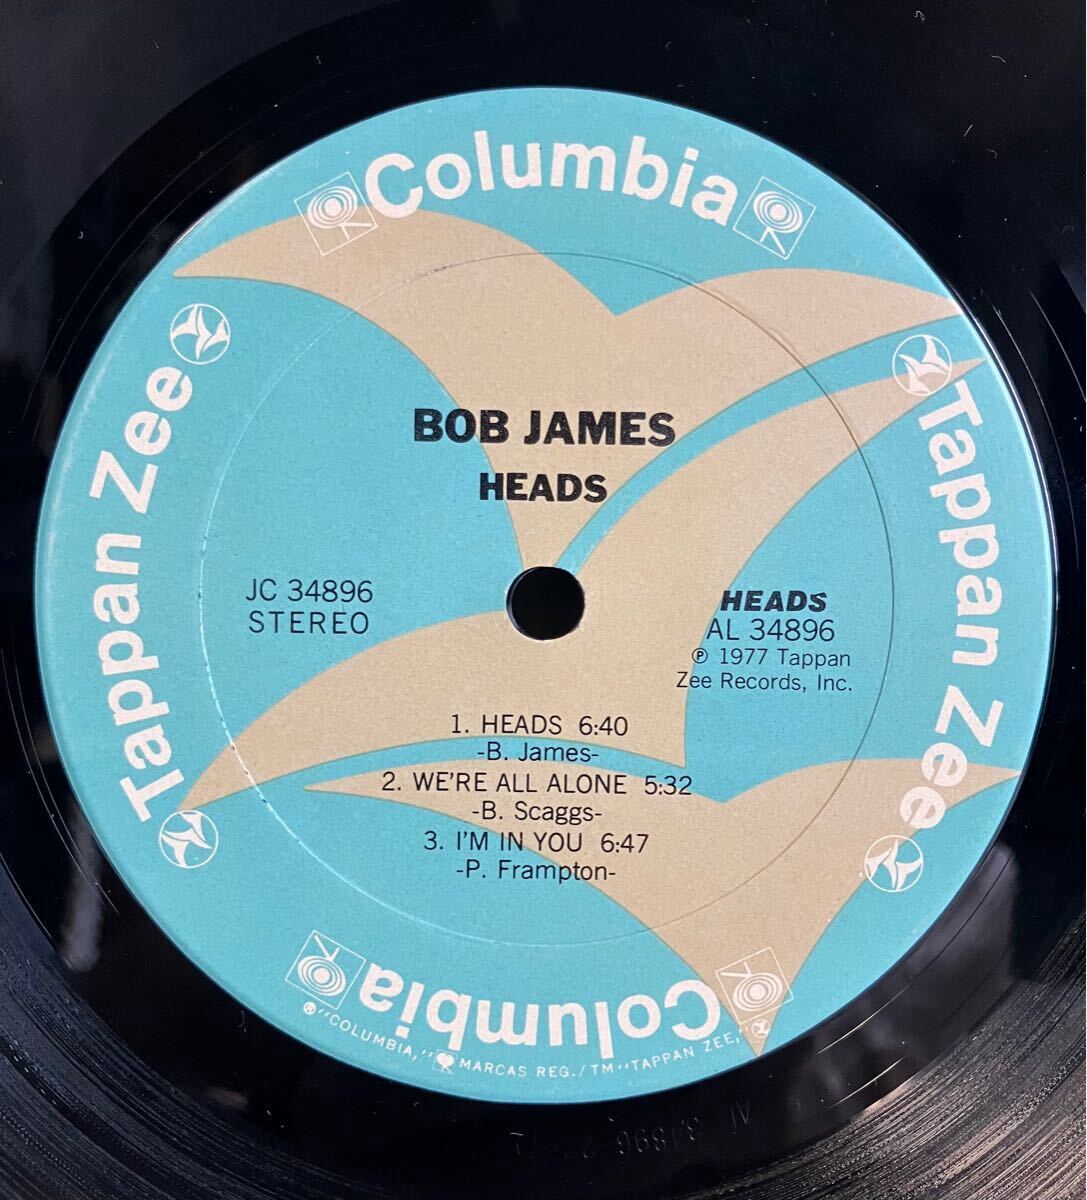 Columbia
Tappan Zee
Tappan Zee
BOB JAMES
HEADS
JC 34896
STEREO
HEADS
AL 34896
℗ 1977 Tappan
Zee Records, Inc.
1. HEADS 6:40
-B. James-
2. WE'RE ALL ALONE 5:32
-B. Scaggs-
3. I'M IN YOU 6:47
-P. Frampton-
Columbia
® "COLUMBIA," MARCAS REG./TM "TAPPAN ZEE,"
AL 34896